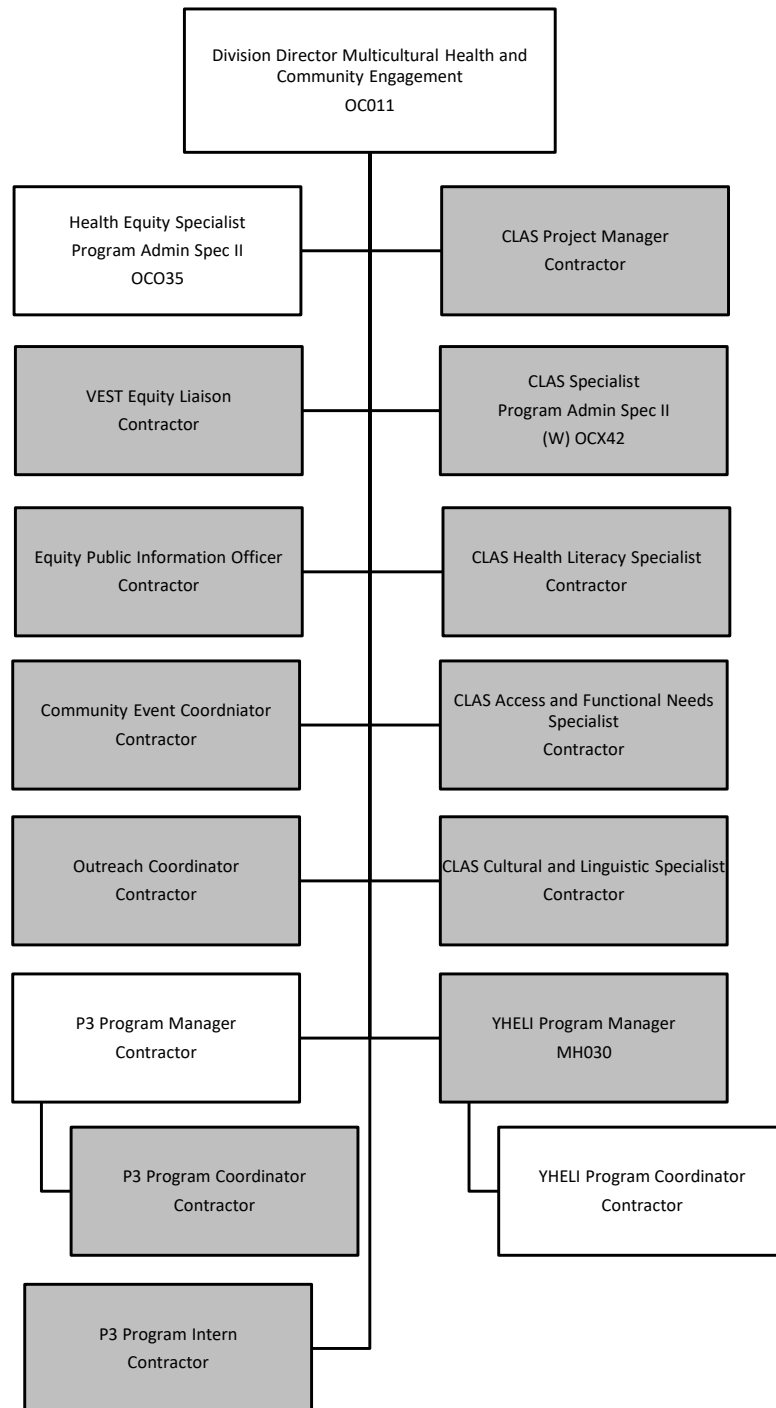 Division Director Multicultural Health and
Community Engagement
OC011
Health Equity Specialist
Program Admin Spec II
OCO35
CLAS Project Manager
Contractor
VEST Equity Liaison
Contractor
CLAS Specialist
Program Admin Spec II
(W) OCX42
Equity Public Information Officer
Contractor
CLAS Health Literacy Specialist
Contractor
Community Event Coordniator
Contractor
CLAS Access and Functional Needs
Specialist
Contractor
Outreach Coordinator
Contractor
CLAS Cultural and Linguistic Specialist
Contractor
P3 Program Manager
Contractor
YHELI Program Manager
MH030
P3 Program Coordinator
Contractor
YHELI Program Coordinator
Contractor
P3 Program Intern
Contractor